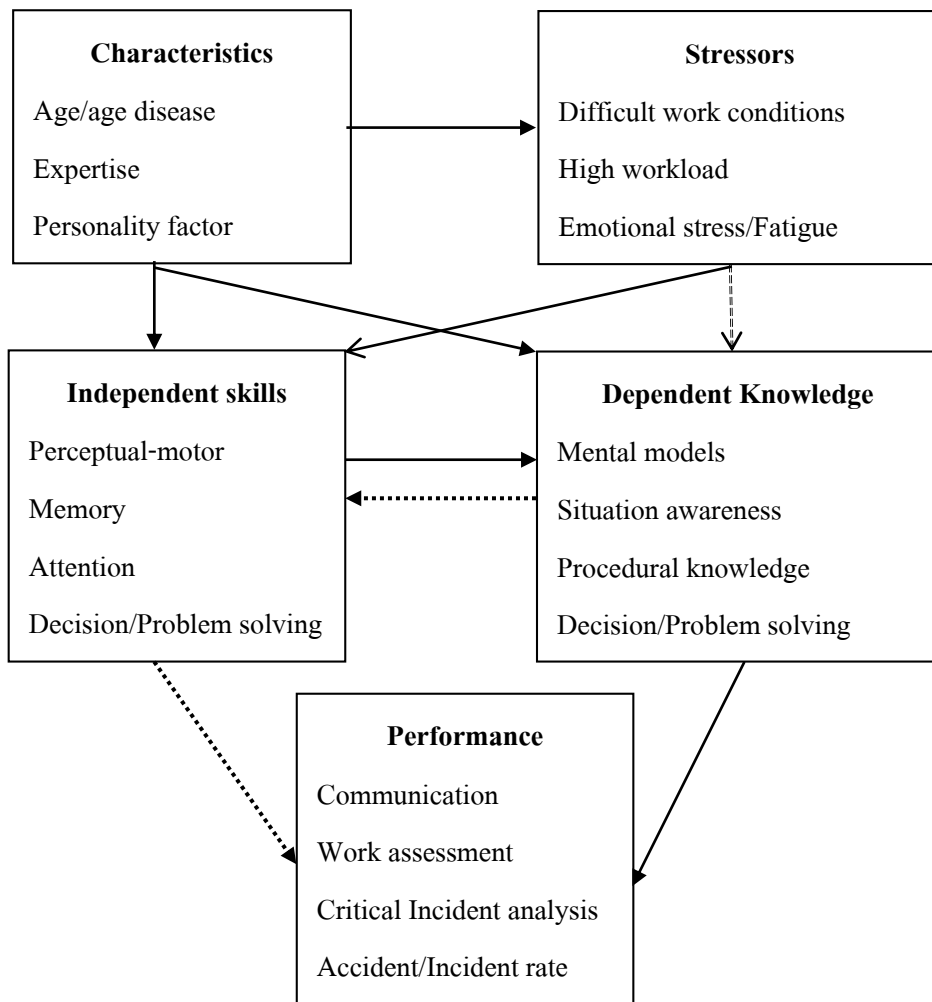 Characteristics
Age/age disease
Expertise
Personality factor
Stressors
Difficult work conditions
High workload
Emotional stress/Fatigue
Independent skills
Perceptual-motor
Memory
Attention
Decision/Problem solving
Dependent Knowledge
Mental models
Situation awareness
Procedural knowledge
Decision/Problem solving
Performance
Communication
Work assessment
Critical Incident analysis
Accident/Incident rate